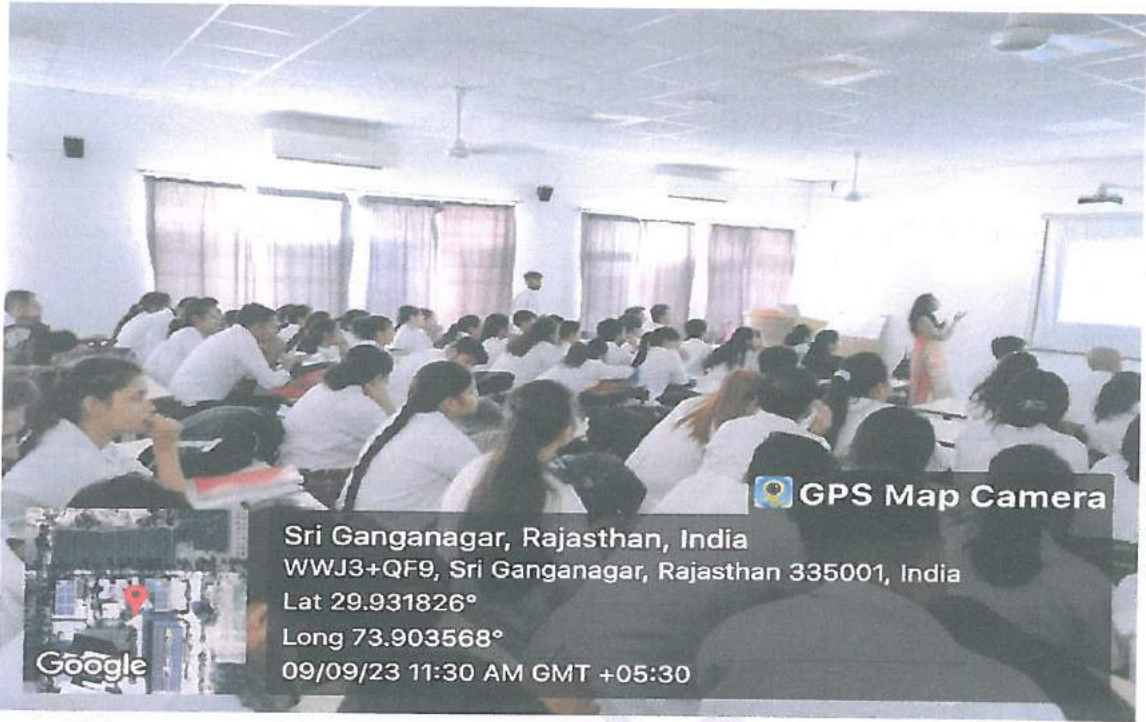 GPS Map Camera
Sri Ganganagar, Rajasthan, India
WWJ3+QF9, Sri Ganganagar, Rajasthan 335001, India
Lat 29.931826°
Long 73.903568°
09/09/23 11:30 AM GMT +05:30
Google